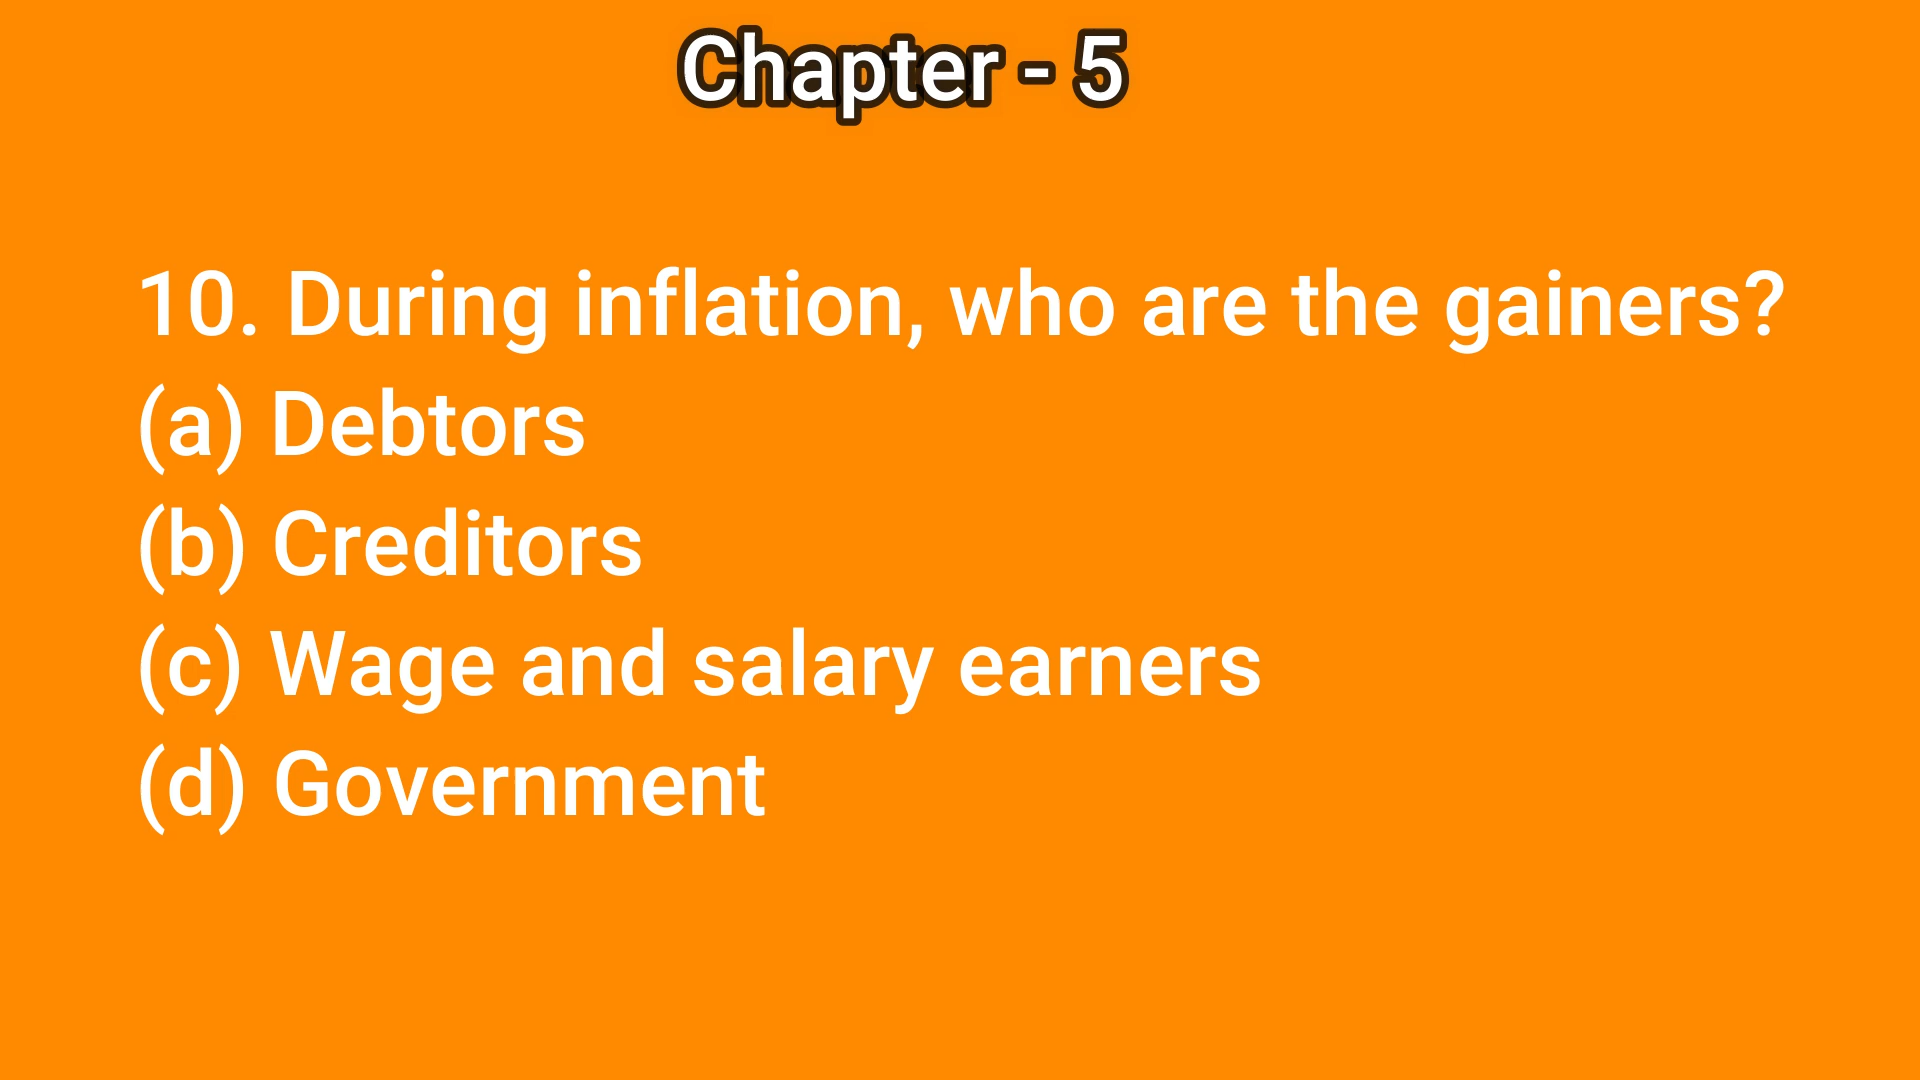 Chapter - 5
10. During inflation, who are the gainers?
(a) Debtors
(b) Creditors
(c) Wage and salary earners
(d) Government